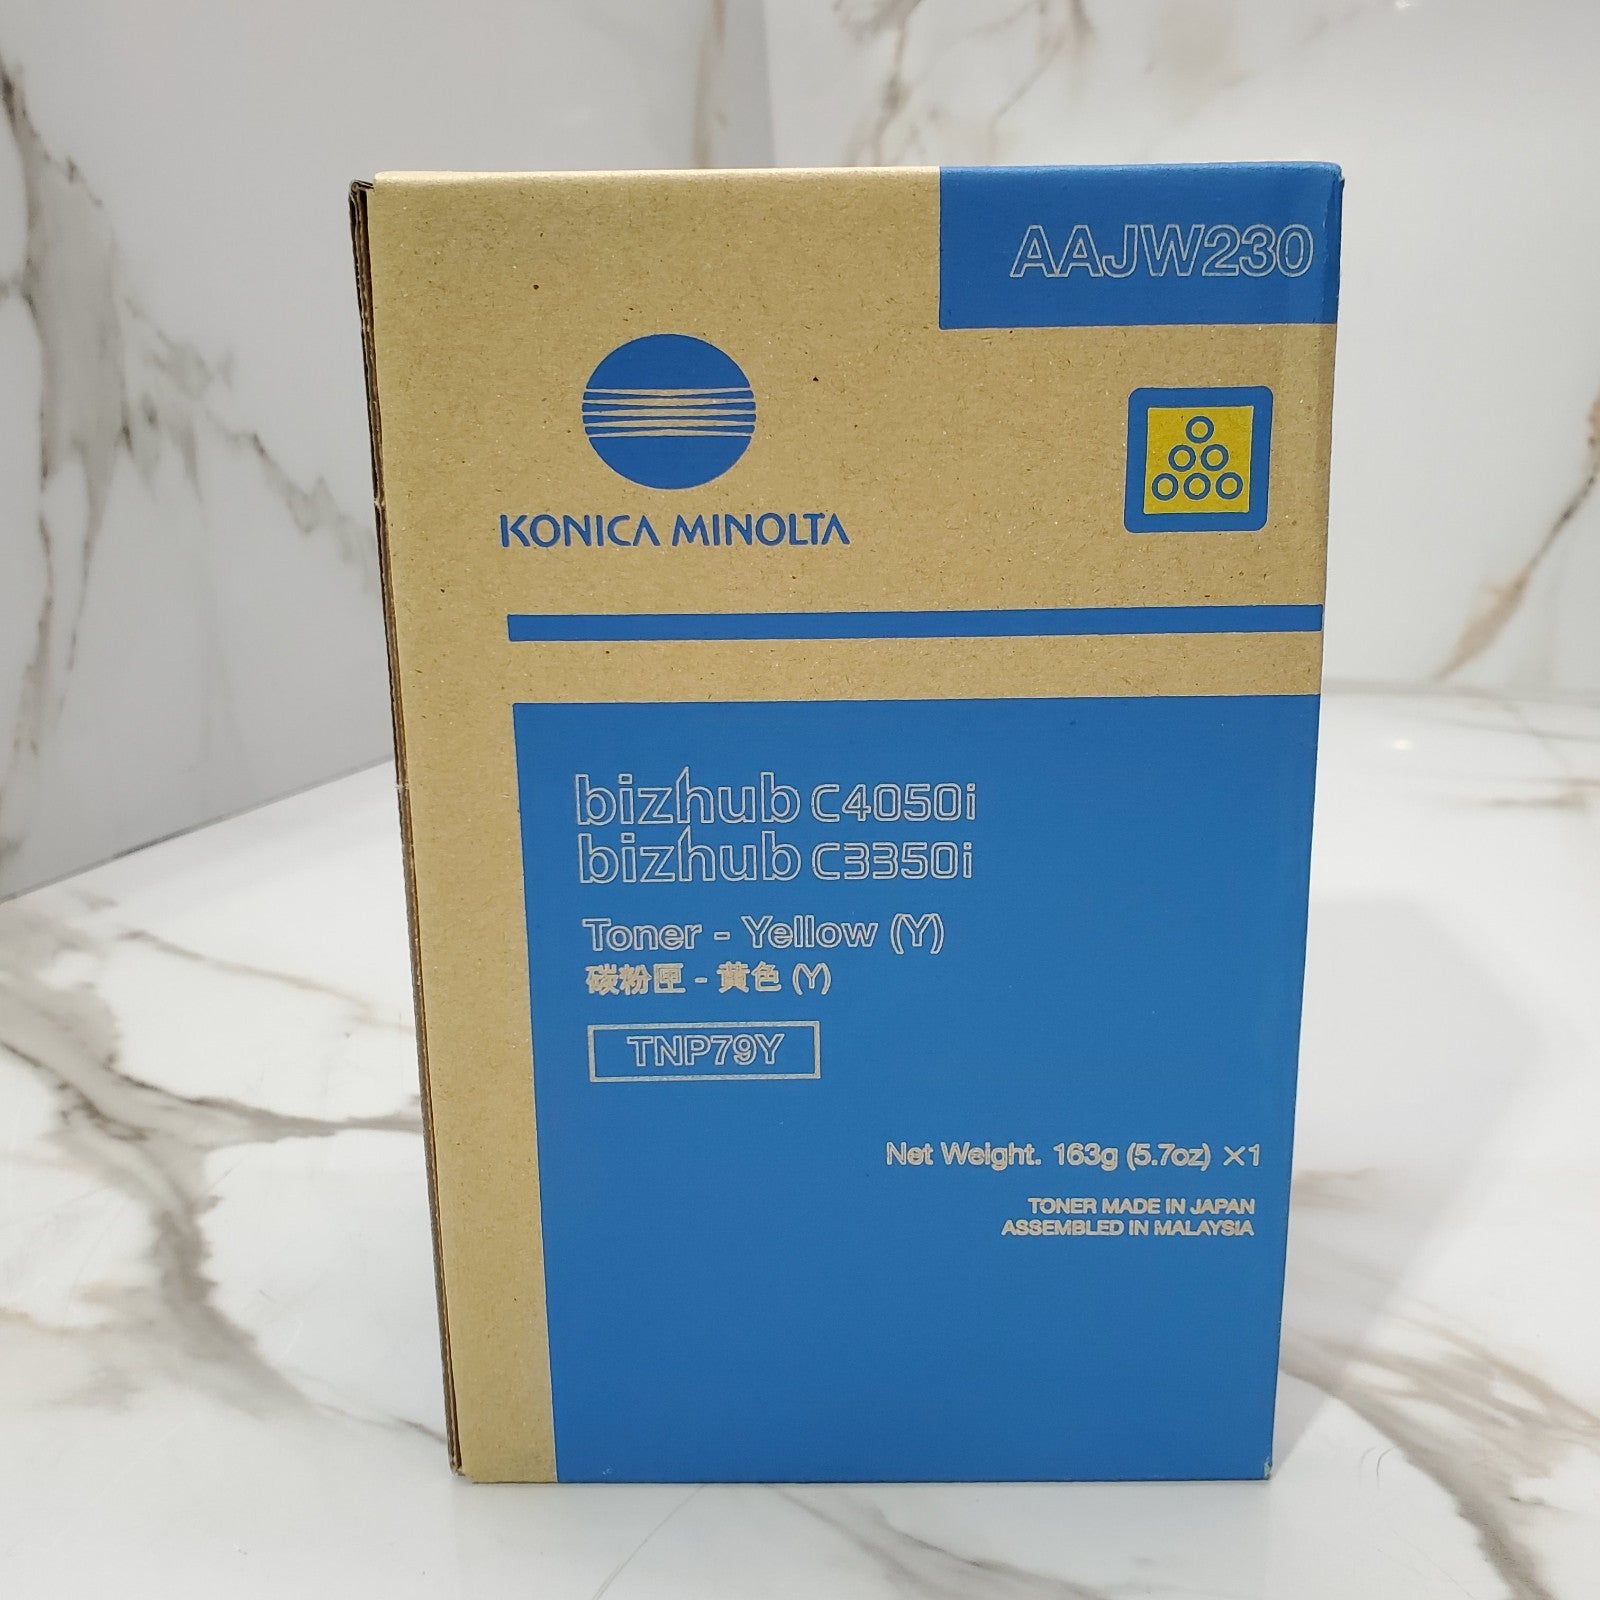 AAJW230
KONICA MINOLTA
bizhub C4050i
bizhub C3350i
Toner - Yellow (Y)
碳粉匣 - 黃色 (Y)
TNP79Y
Net Weight. 163g (5.7oz) ×1
TONER MADE IN JAPAN
ASSEMBLED IN MALAYSIA